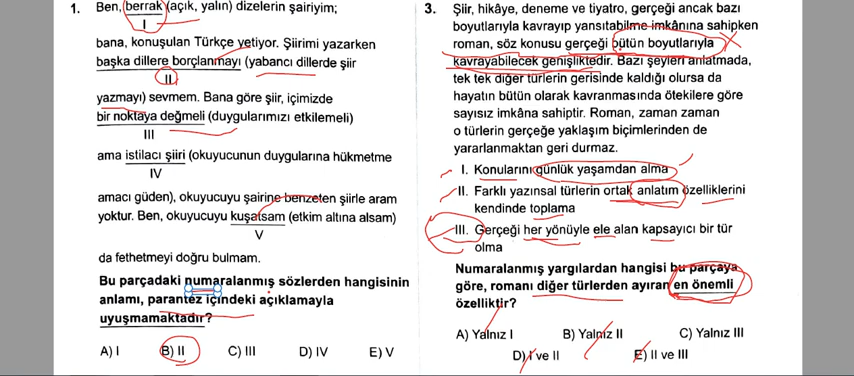 1. Ben, berrak (açık, yalın) dizelerin şairiyim;
I
bana, konuşulan Türkçe yetiyor. Şiirimi yazarken
başka dillere borçlanmayı (yabancı dillerde şiir
II
yazmayı) sevmem. Bana göre şiir, içimizde
bir noktaya değmeli (duygularımızı etkilemeli)
III
ama istilacı şiiri (okuyucunun duygularına hükmetme
IV
amacı güden), okuyucuyu şairine benzeten şiirle aram
yoktur. Ben, okuyucuyu kuşatsam (etkim altına alsam)
V
da fethetmeyi doğru bulmam.
Bu parçadaki numaralanmış sözlerden hangisinin
anlamı, parantez içindeki açıklamayla
uyuşmamaktadır?
A) I B) II C) III D) IV E) V
3. Şiir, hikâye, deneme ve tiyatro, gerçeği ancak bazı
boyutlarıyla kavrayıp yansıtabilme imkânına sahipken
roman, söz konusu gerçeği bütün boyutlarıyla
kavrayabilecek genişliktedir. Bazı şeyleri anlatmada,
tek tek diğer türlerin gerisinde kaldığı olursa da
hayatın bütün olarak kavranmasında ötekilere göre
sayısız imkâna sahiptir. Roman, zaman zaman
o türlerin gerçeğe yaklaşım biçimlerinden de
yararlanmaktan geri durmaz.
I. Konularını günlük yaşamdan alma
II. Farklı yazınsal türlerin ortak anlatım özelliklerini
kendinde toplama
III. Gerçeği her yönüyle ele alan kapsayıcı bir tür
olma
Numaralanmış yargılardan hangisi bu parçaya
göre, romanı diğer türlerden ayıran en önemli
özelliktir?
A) Yalnız I B) Yalnız II C) Yalnız III
D) I ve II E) II ve III